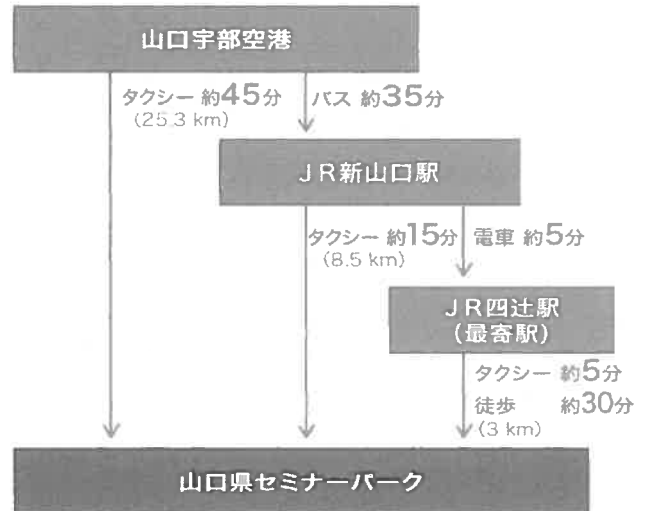 山口宇部空港
タクシー 約45分 バス 約35分
(25.3 km)
JR新山口駅
タクシー 約15分 電車 約5分
(8.5 km)
JR四辻駅
(最寄駅)
タクシー 約5分
徒歩 約30分
(3 km)
山口県セミナーパーク